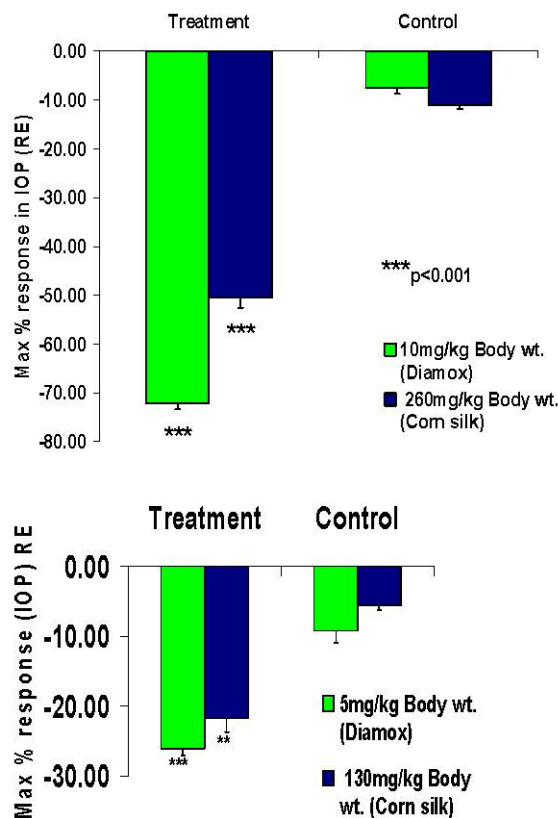 Treatment Control
0.00
-10.00
-20.00
-30.00
-40.00
-50.00
-60.00
-70.00
-80.00
Max % response in IOP (RE)
***
***
***p<0.001
10mg/kg Body wt.
(Diamox)
260mg/kg Body wt.
(Corn silk)
Treatment Control
0.00
-10.00
-20.00
-30.00
Max % response (IOP) RE
***
**
5mg/kg Body wt.
(Diamox)
130mg/kg Body
wt. (Corn silk)